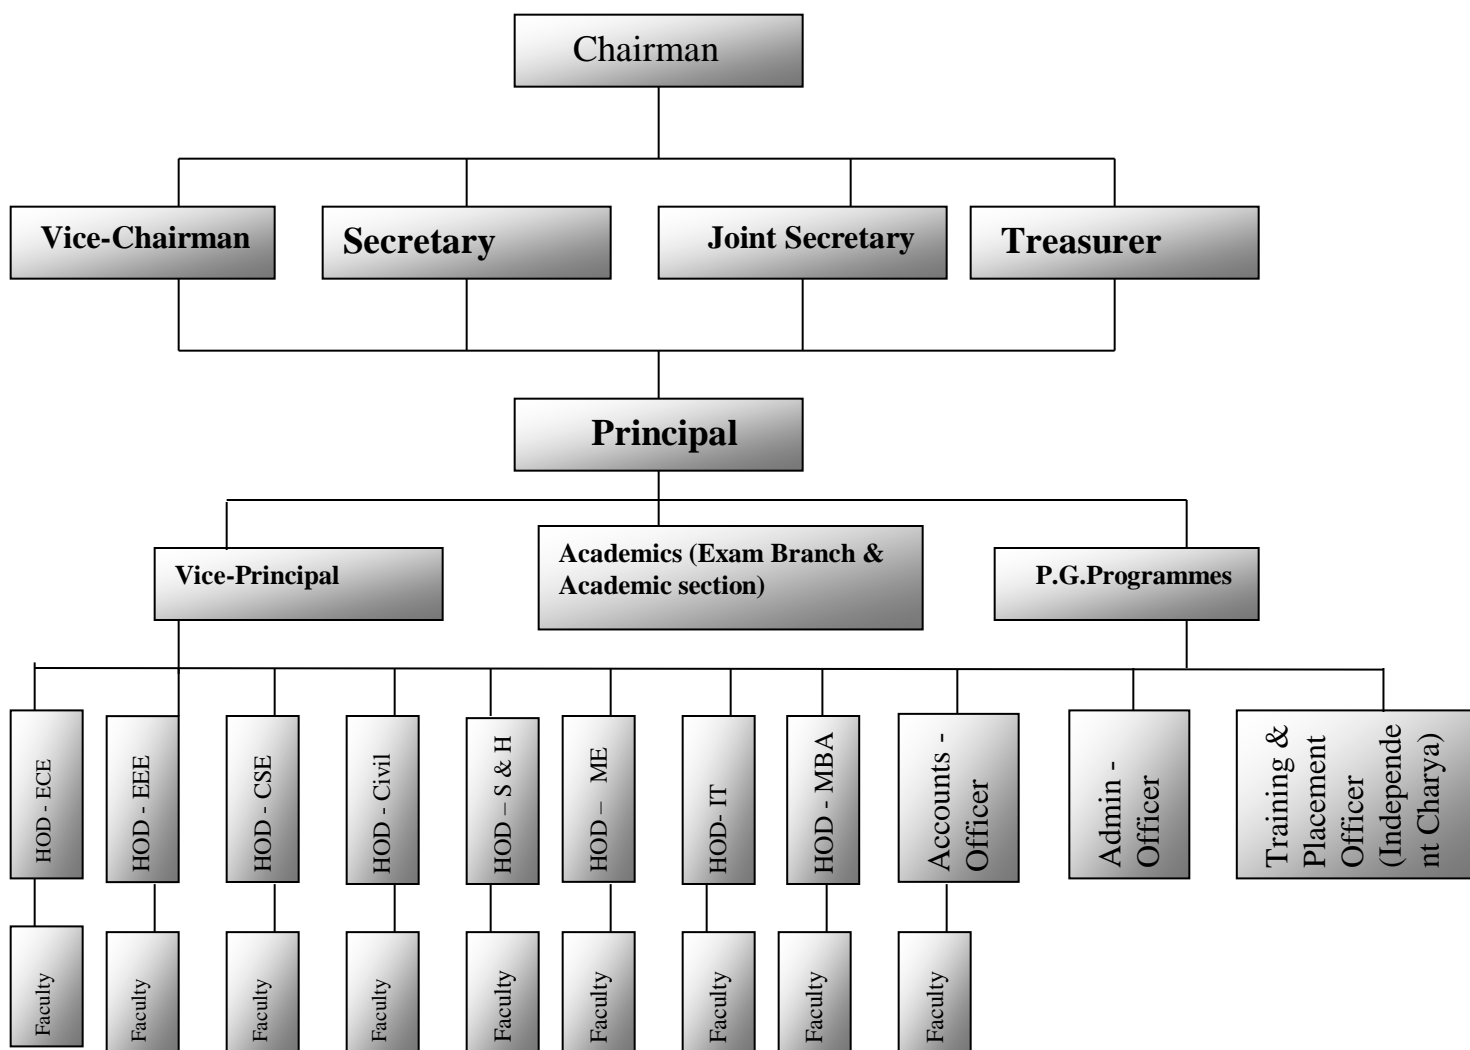 Chairman
Vice-Chairman
Secretary
Joint Secretary
Treasurer
Principal
Vice-Principal
Academics (Exam Branch &
Academic section)
P.G.Programmes
HOD - ECE
HOD - EEE
HOD - CSE
HOD - Civil
HOD – S & H
HOD – ME
HOD- IT
HOD - MBA
Accounts -
Officer
Admin -
Officer
Training &
Placement
Officer
(Independe
nt Charya)
Faculty
Faculty
Faculty
Faculty
Faculty
Faculty
Faculty
Faculty
Faculty